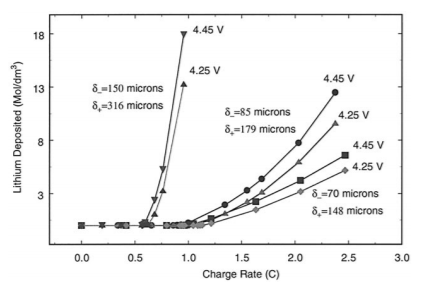 18
13
8
3
Lithium Deposited (Mol/dm³)
4.45 V
4.25 V
δ₋=150 microns
δ₊=316 microns
4.45 V
4.25 V
δ₋=85 microns
δ₊=179 microns
4.45 V
4.25 V
δ₋=70 microns
δ₊=148 microns
0.0 0.5 1.0 1.5 2.0 2.5 3.0
Charge Rate (C)